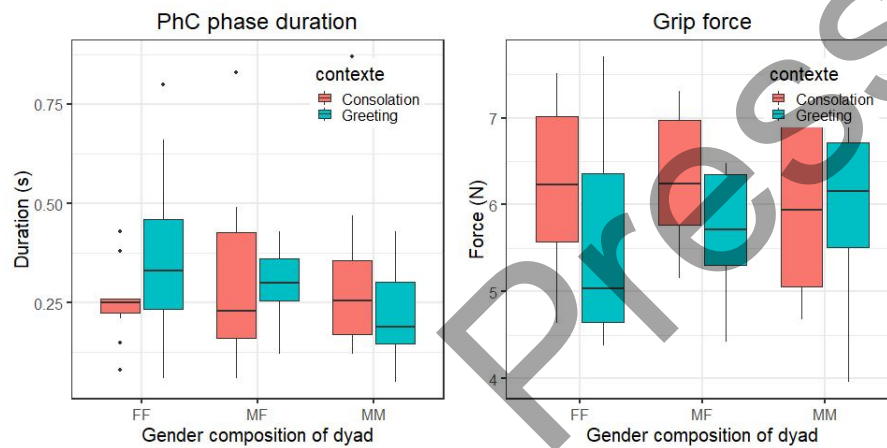 PhC phase duration
Duration (s)
0.75
0.50
0.25
contexte
Consolation
Greeting
FF
MF
MM
Gender composition of dyad
Grip force
Force (N)
7
6
5
4
contexte
Consolation
Greeting
FF
MF
MM
Gender composition of dyad
Press